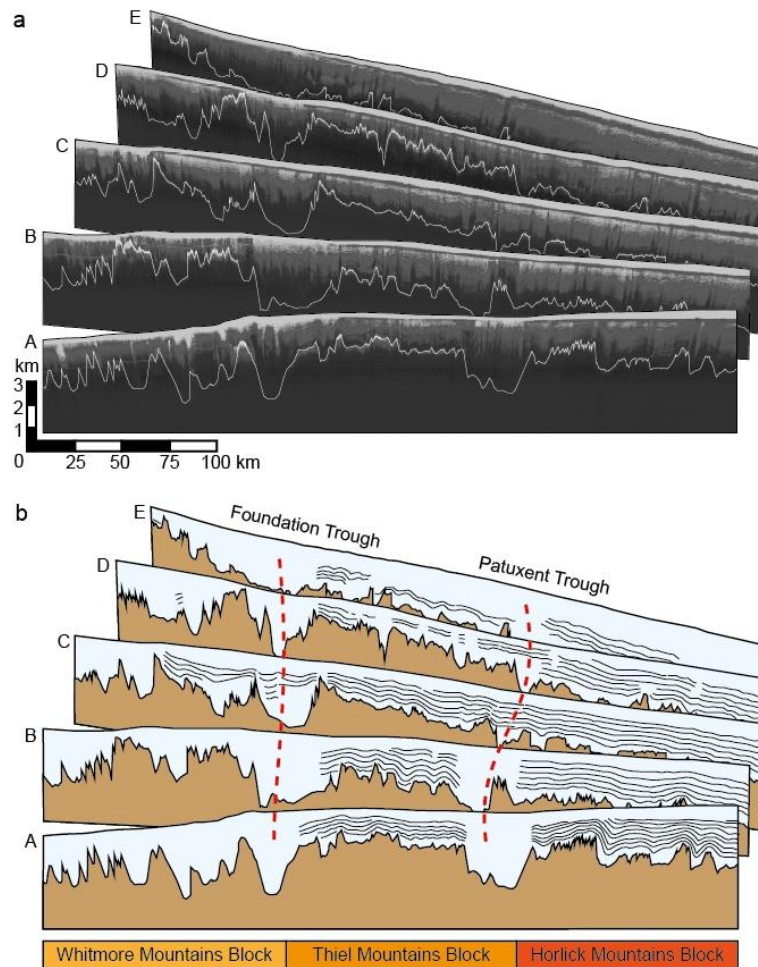 a
E
D
C
B
A
km
3
2
1
0 25 50 75 100 km
b
E
Foundation Trough
D
Patuxent Trough
C
B
A
Whitmore Mountains Block Thiel Mountains Block Horlick Mountains Block